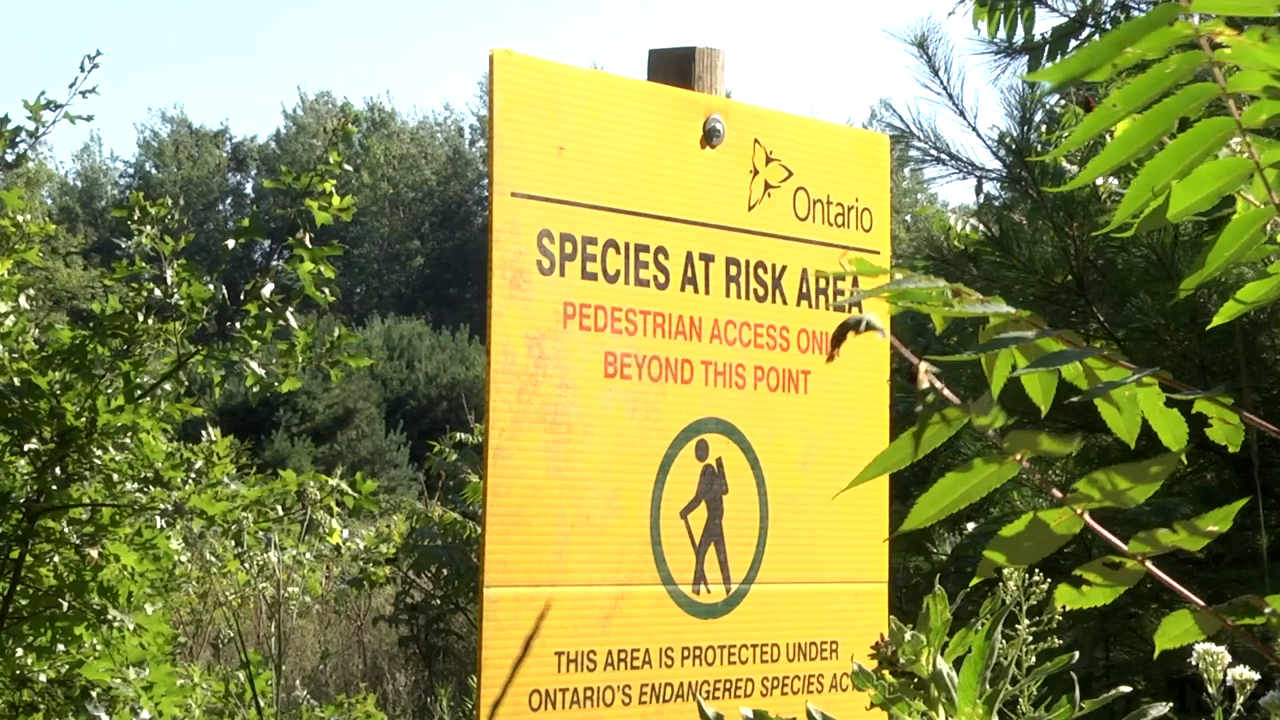 Ontario
SPECIES AT RISK AREA
PEDESTRIAN ACCESS ONLY
BEYOND THIS POINT
THIS AREA IS PROTECTED UNDER
ONTARIO'S ENDANGERED SPECIES ACT